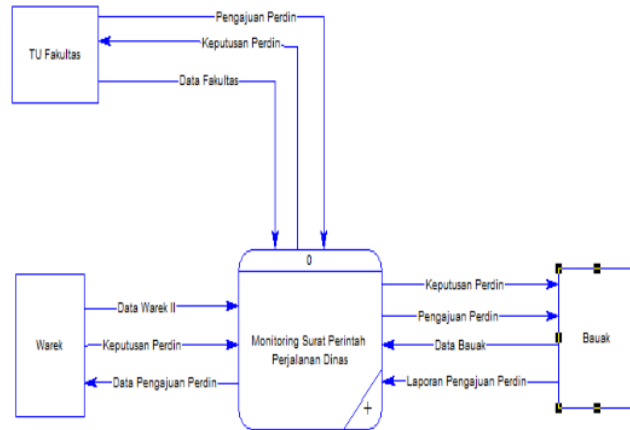 Pengajuan Perdin
Keputusan Perdin
TU Fakultas
Data Fakultas
0
Monitoring Surat Perintah
Perjalanan Dinas
Warek
Data Warek II
Keputusan Perdin
Data Pengajuan Perdin
Keputusan Perdin
Pengajuan Perdin
Data Bauak
Laporan Pengajuan Perdin
Bauak